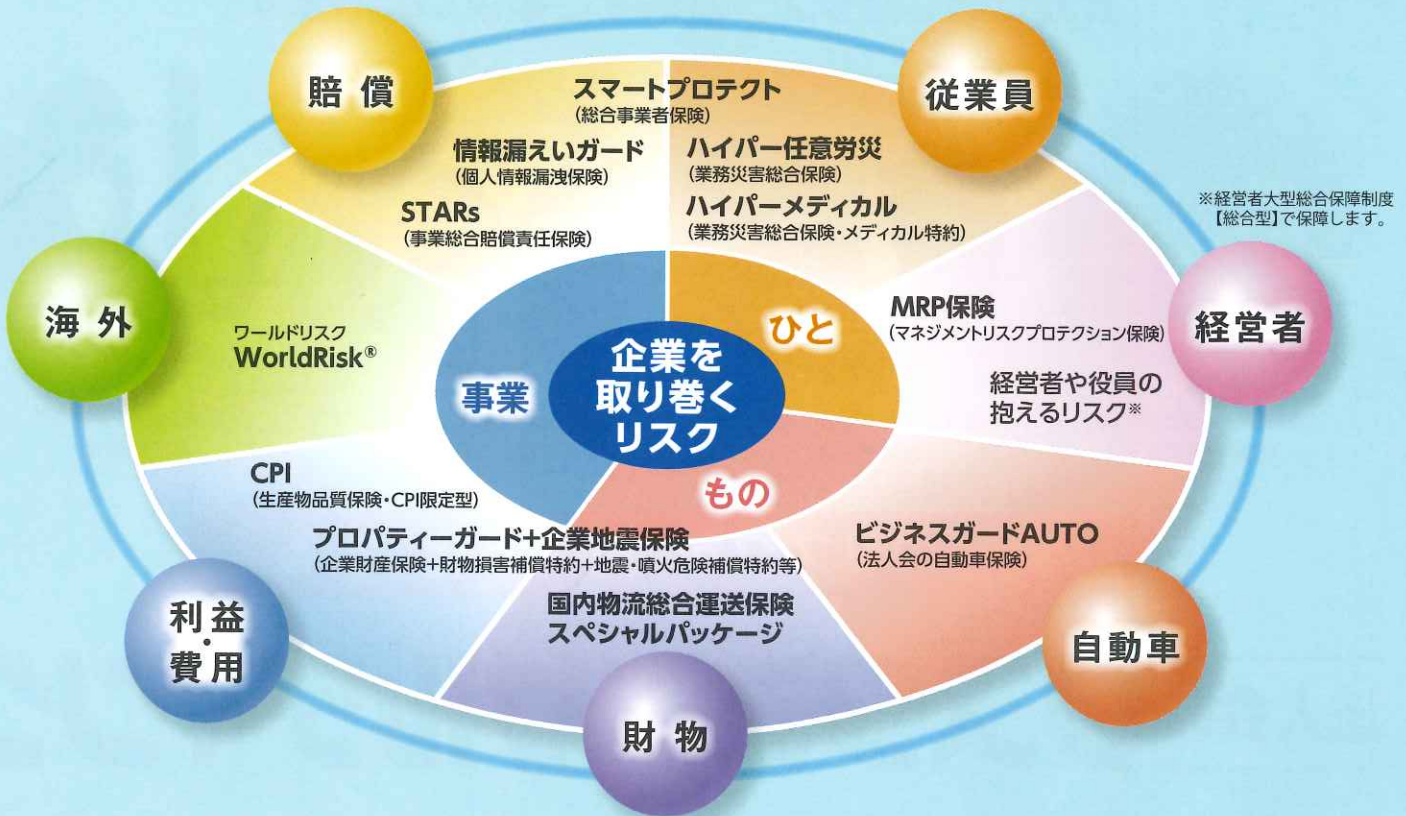 賠償
従業員
スマートプロテクト
(総合事業者保険)
情報漏えいガード
(個人情報漏洩保険)
STARs
(事業総合賠償責任保険)
ハイパー任意労災
(業務災害総合保険)
ハイパーメディカル
(業務災害総合保険・メディカル特約)
※経営者大型総合保障制度
【総合型】で保障します。
海外
ワールドリスク
WorldRisk®
事業
企業を
取り巻く
リスク
ひと
もの
MRP保険
(マネジメントリスクプロテクション保険)
経営者や役員の
抱えるリスク※
経営者
CPI
(生産物品質保険・CPI限定型)
プロパティーガード+企業地震保険
(企業財産保険+財物損害補償特約+地震・噴火危険補償特約等)
ビジネスガードAUTO
(法人会の自動車保険)
国内物流総合運送保険
スペシャルパッケージ
利益
・
費用
財物
自動車